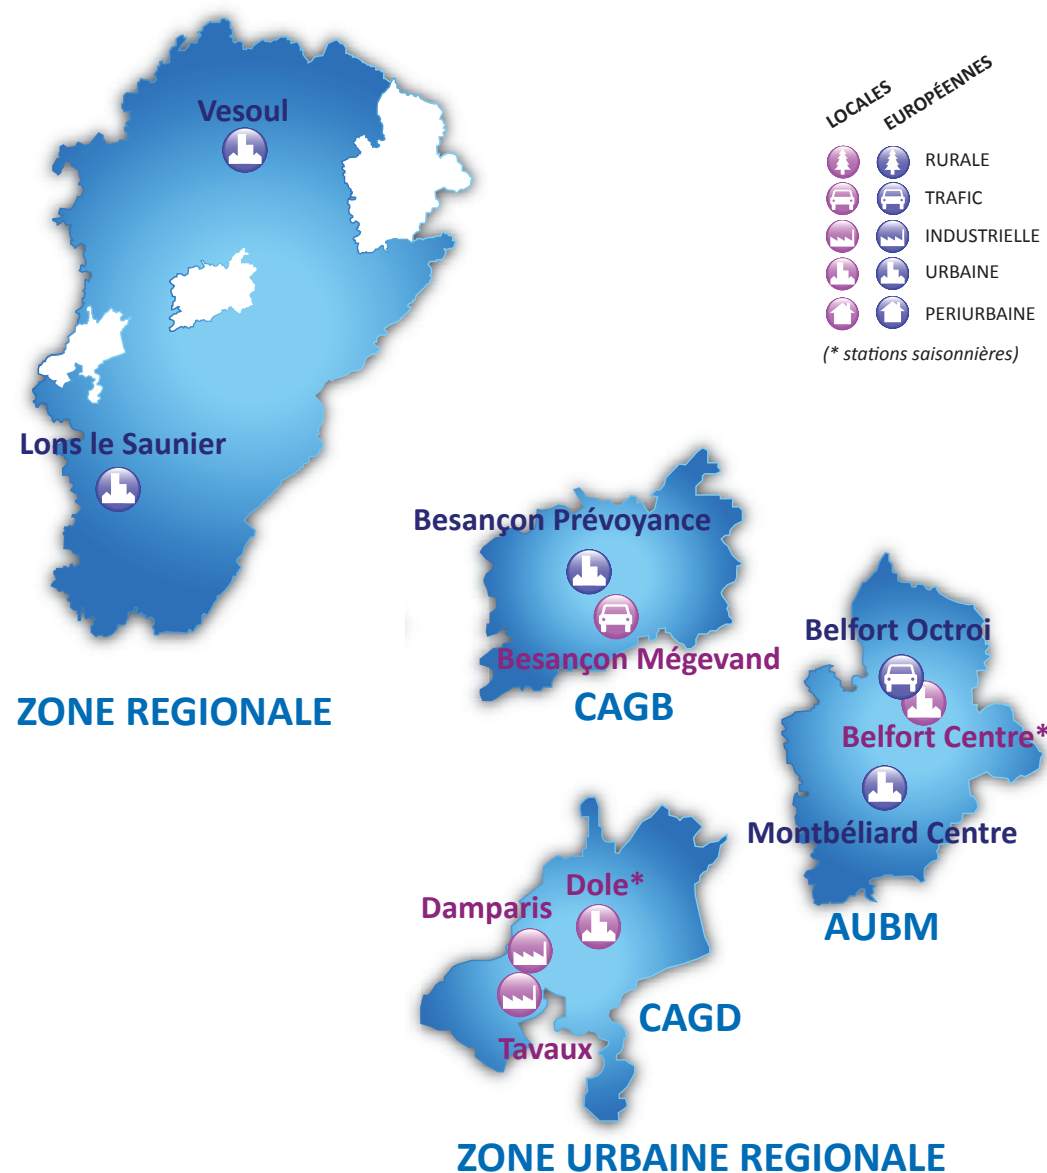 LOCALES
EUROPÉENNES
RURALE
TRAFIC
INDUSTRIELLE
URBAINE
PERIURBAINE
(* stations saisonnières)
Vesoul
Lons le Saunier
ZONE REGIONALE
Besançon Prévoyance
Besançon Mégevand
CAGB
Belfort Octroi
Belfort Centre*
Montbéliard Centre
AUBM
Dole*
Damparis
Tavaux
CAGD
ZONE URBAINE REGIONALE